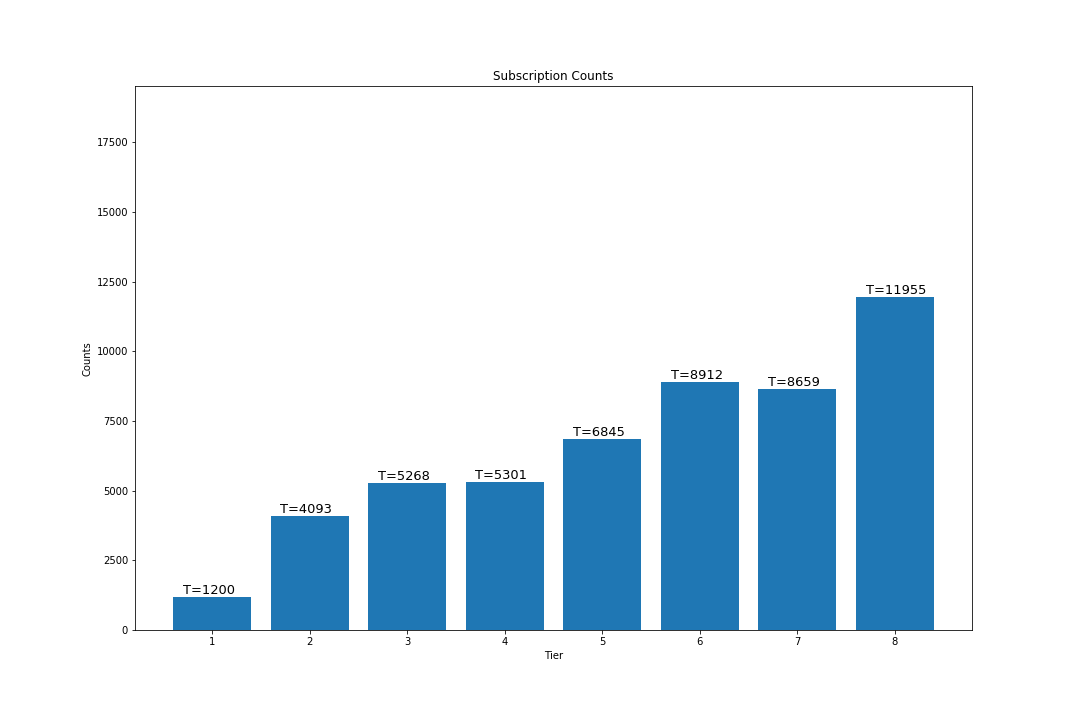 Subscription Counts
17500
15000
12500
10000
7500
5000
2500
0
Counts
T=1200
T=4093
T=5268
T=5301
T=6845
T=8912
T=8659
T=11955
1 2 3 4 5 6 7 8
Tier